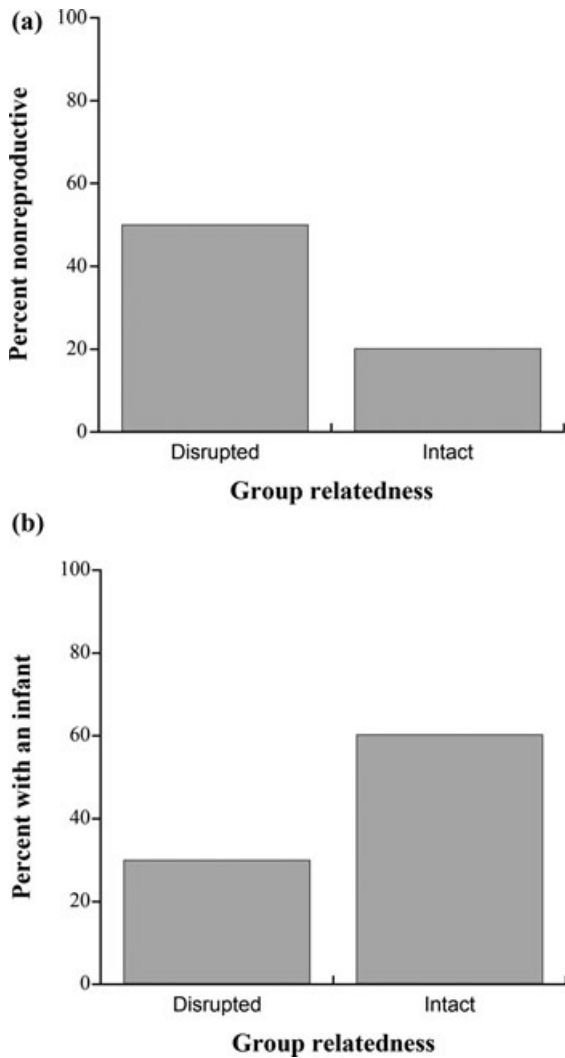 (a)
Percent nonreproductive
100
80
60
40
20
0
Disrupted Intact
Group relatedness
(b)
Percent with an infant
100
80
60
40
20
0
Disrupted Intact
Group relatedness